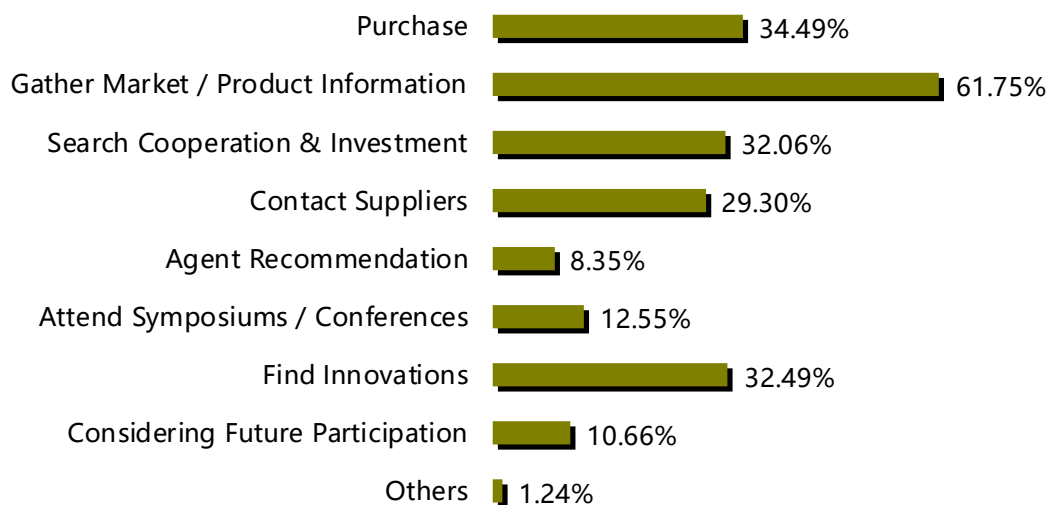 Purchase 34.49%
Gather Market / Product Information 61.75%
Search Cooperation & Investment 32.06%
Contact Suppliers 29.30%
Agent Recommendation 8.35%
Attend Symposiums / Conferences 12.55%
Find Innovations 32.49%
Considering Future Participation 10.66%
Others 1.24%